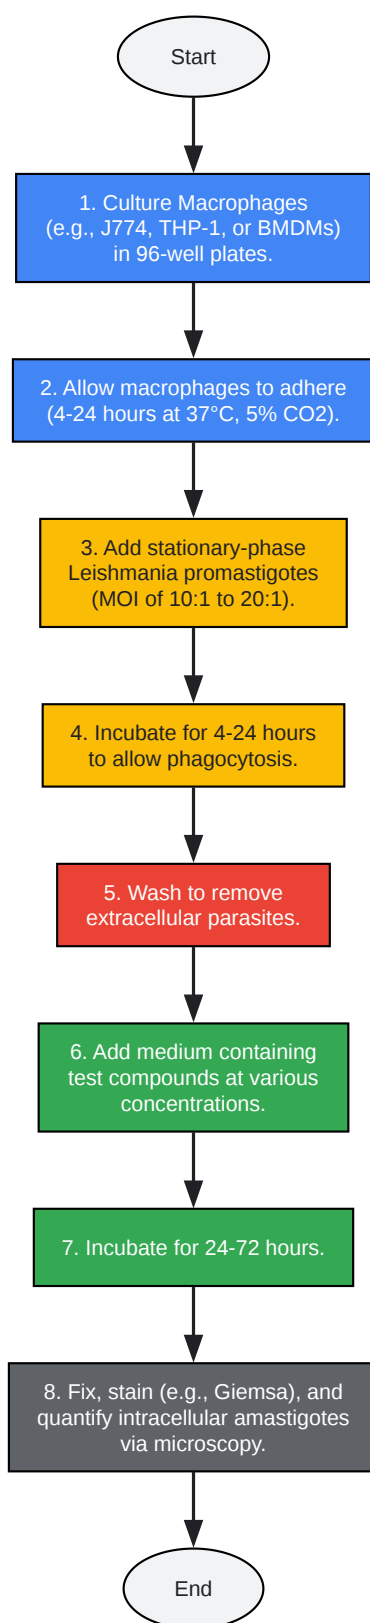 Start
1. Culture Macrophages
(e.g., J774, THP-1, or BMDMs)
in 96-well plates.
2. Allow macrophages to adhere
(4-24 hours at 37°C, 5% CO2).
3. Add stationary-phase
Leishmania promastigotes
(MOI of 10:1 to 20:1).
4. Incubate for 4-24 hours
to allow phagocytosis.
5. Wash to remove
extracellular parasites.
6. Add medium containing
test compounds at various
concentrations.
7. Incubate for 24-72 hours.
8. Fix, stain (e.g., Giemsa), and
quantify intracellular amastigotes
via microscopy.
End